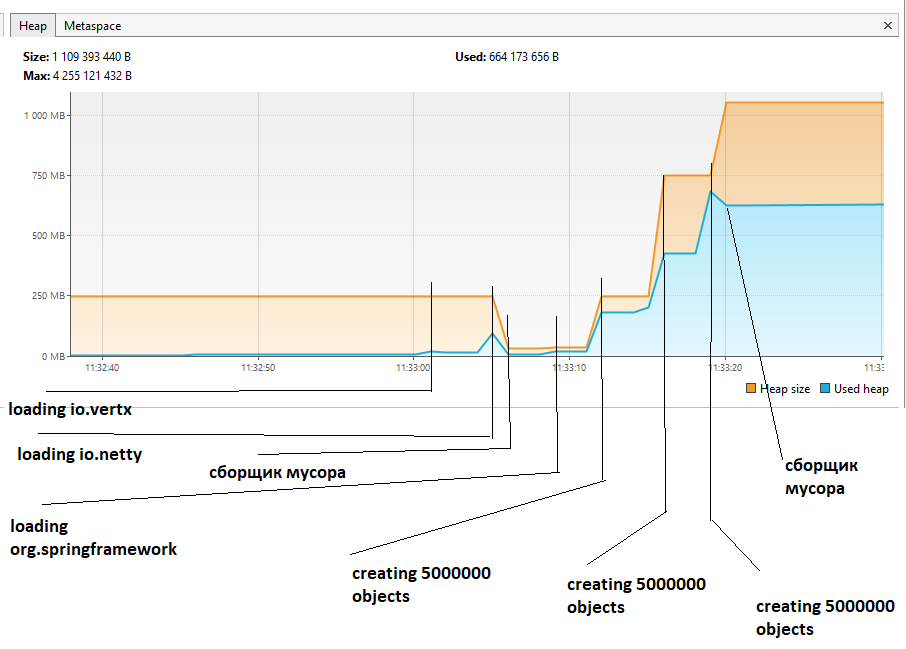 Heap Metaspace ×
Size: 1 109 393 440 B Used: 664 173 656 B
Max: 4 255 121 432 B
1 000 MB
750 MB
500 MB
250 MB
0 MB
11:32:40 11:32:50 11:33:00 11:33:10 11:33:20 11:33:
Heap size Used heap
loading io.vertx
loading io.netty
сборщик мусора
сборщик
мусора
loading
org.springframework
creating 5000000
objects
creating 5000000
objects
creating 5000000
objects